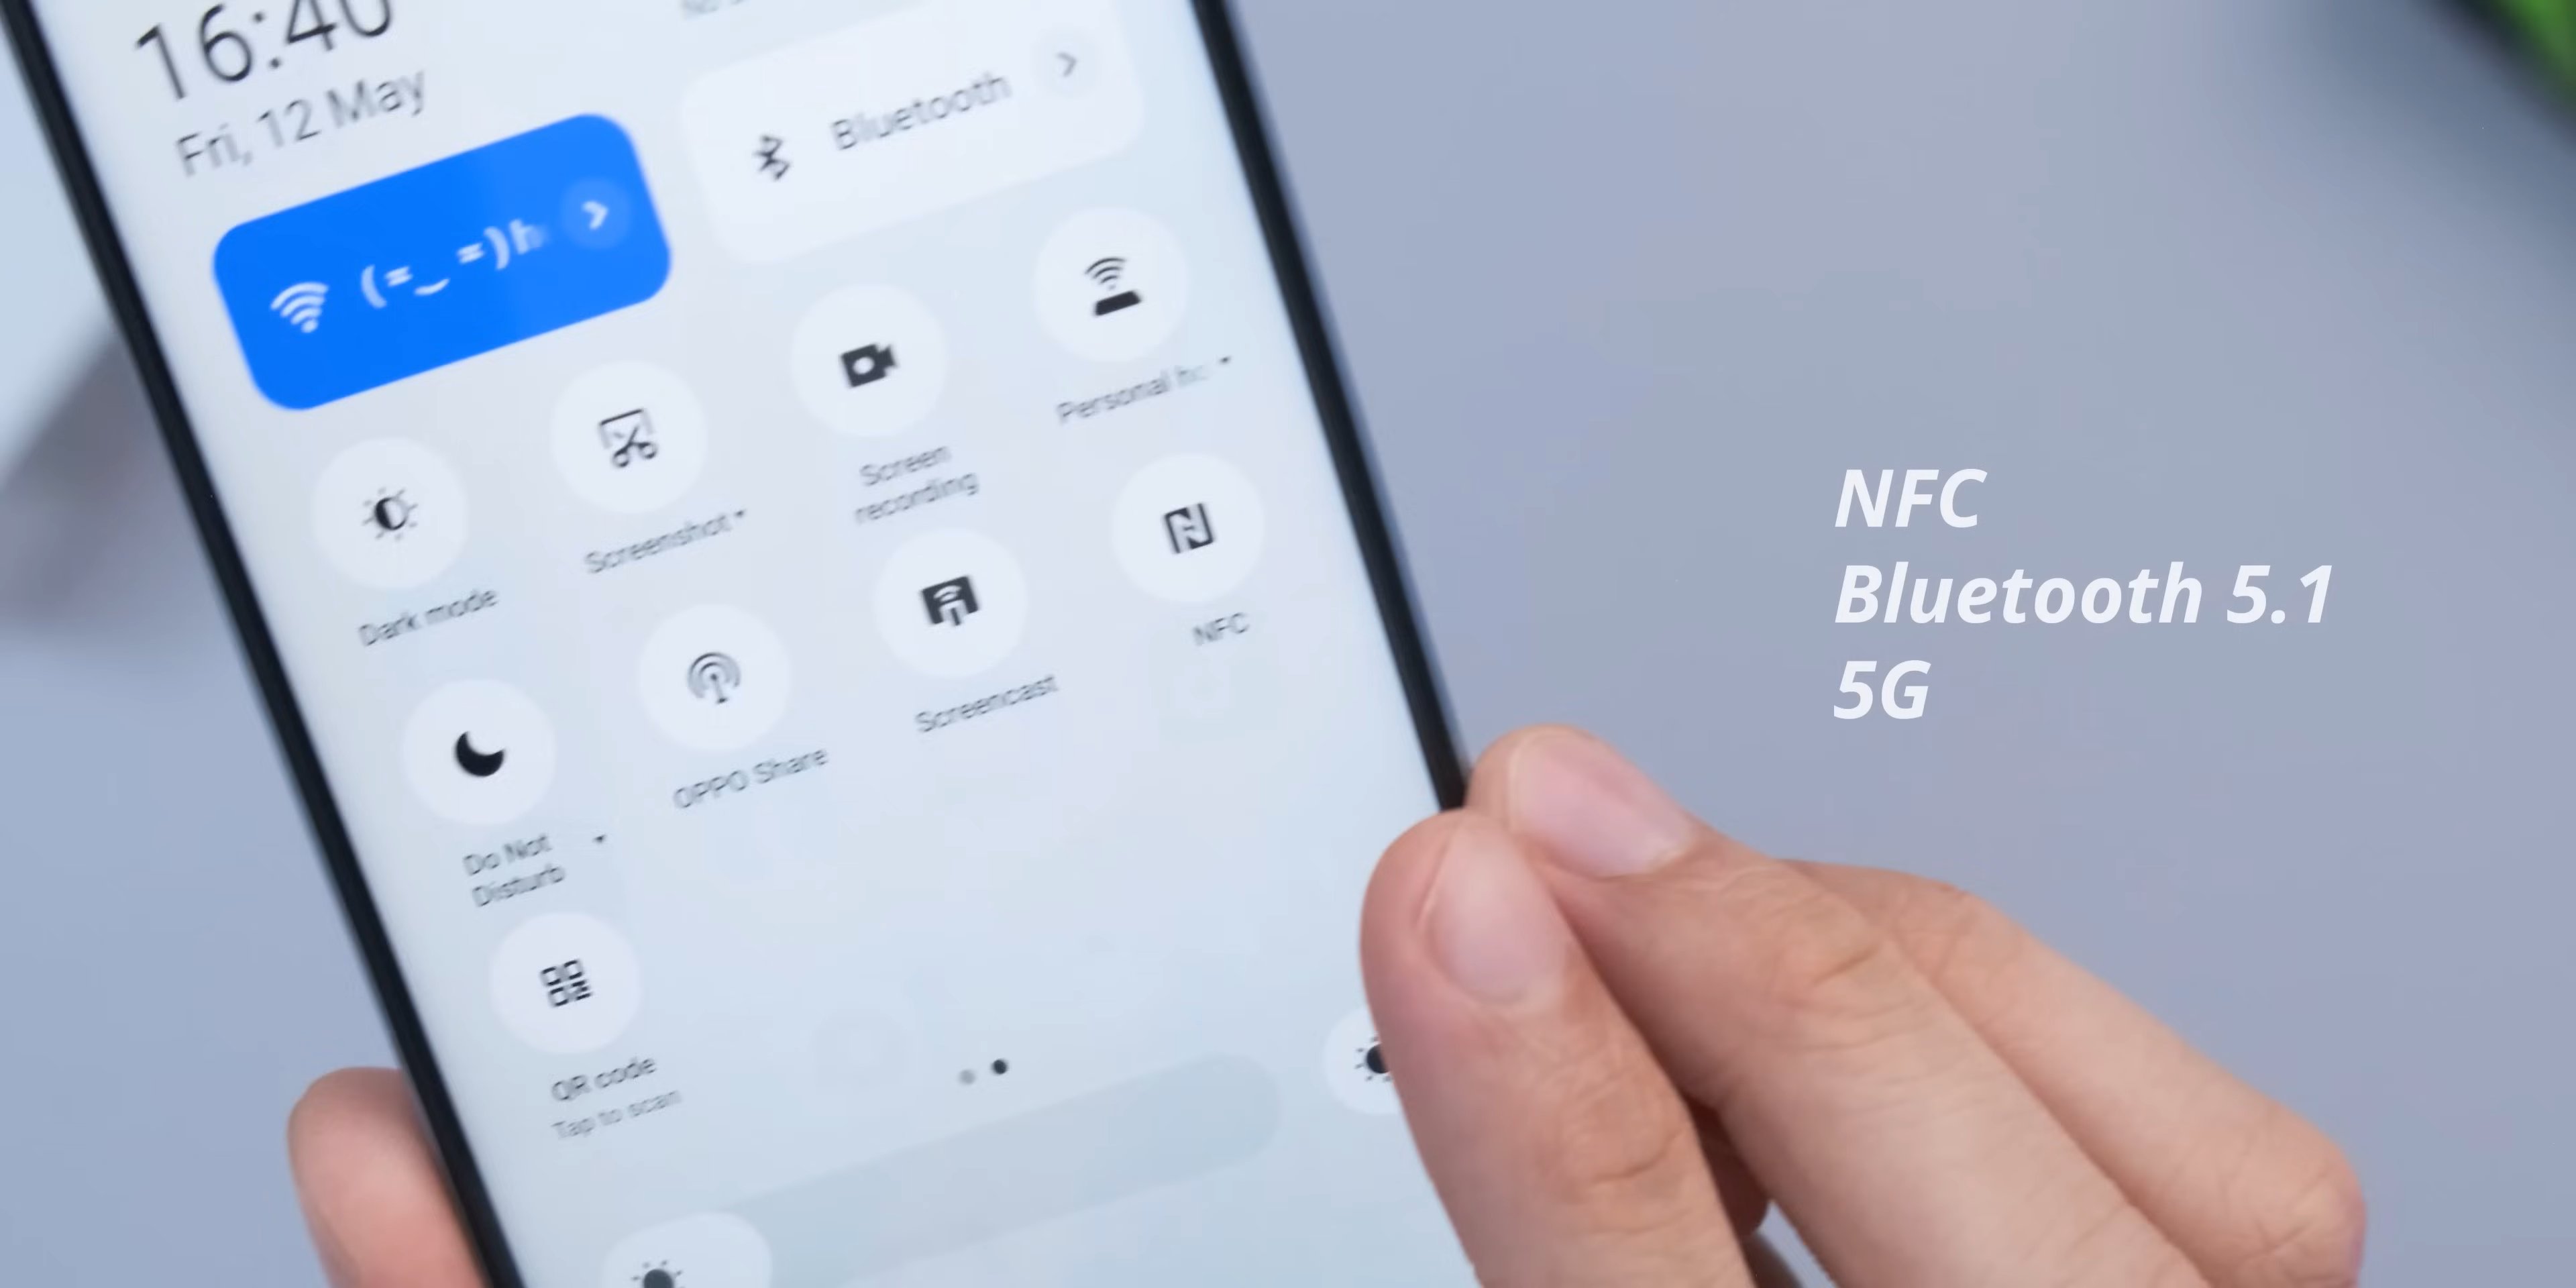 16:40
Fri, 12 May
Bluetooth
(=‿=)h
Dark mode
Screenshot
Screen
recording
Personal
Do Not
Disturb
OPPO Share
Screencast
NFC
QR code
Tap to scan
NFC
Bluetooth 5.1
5G